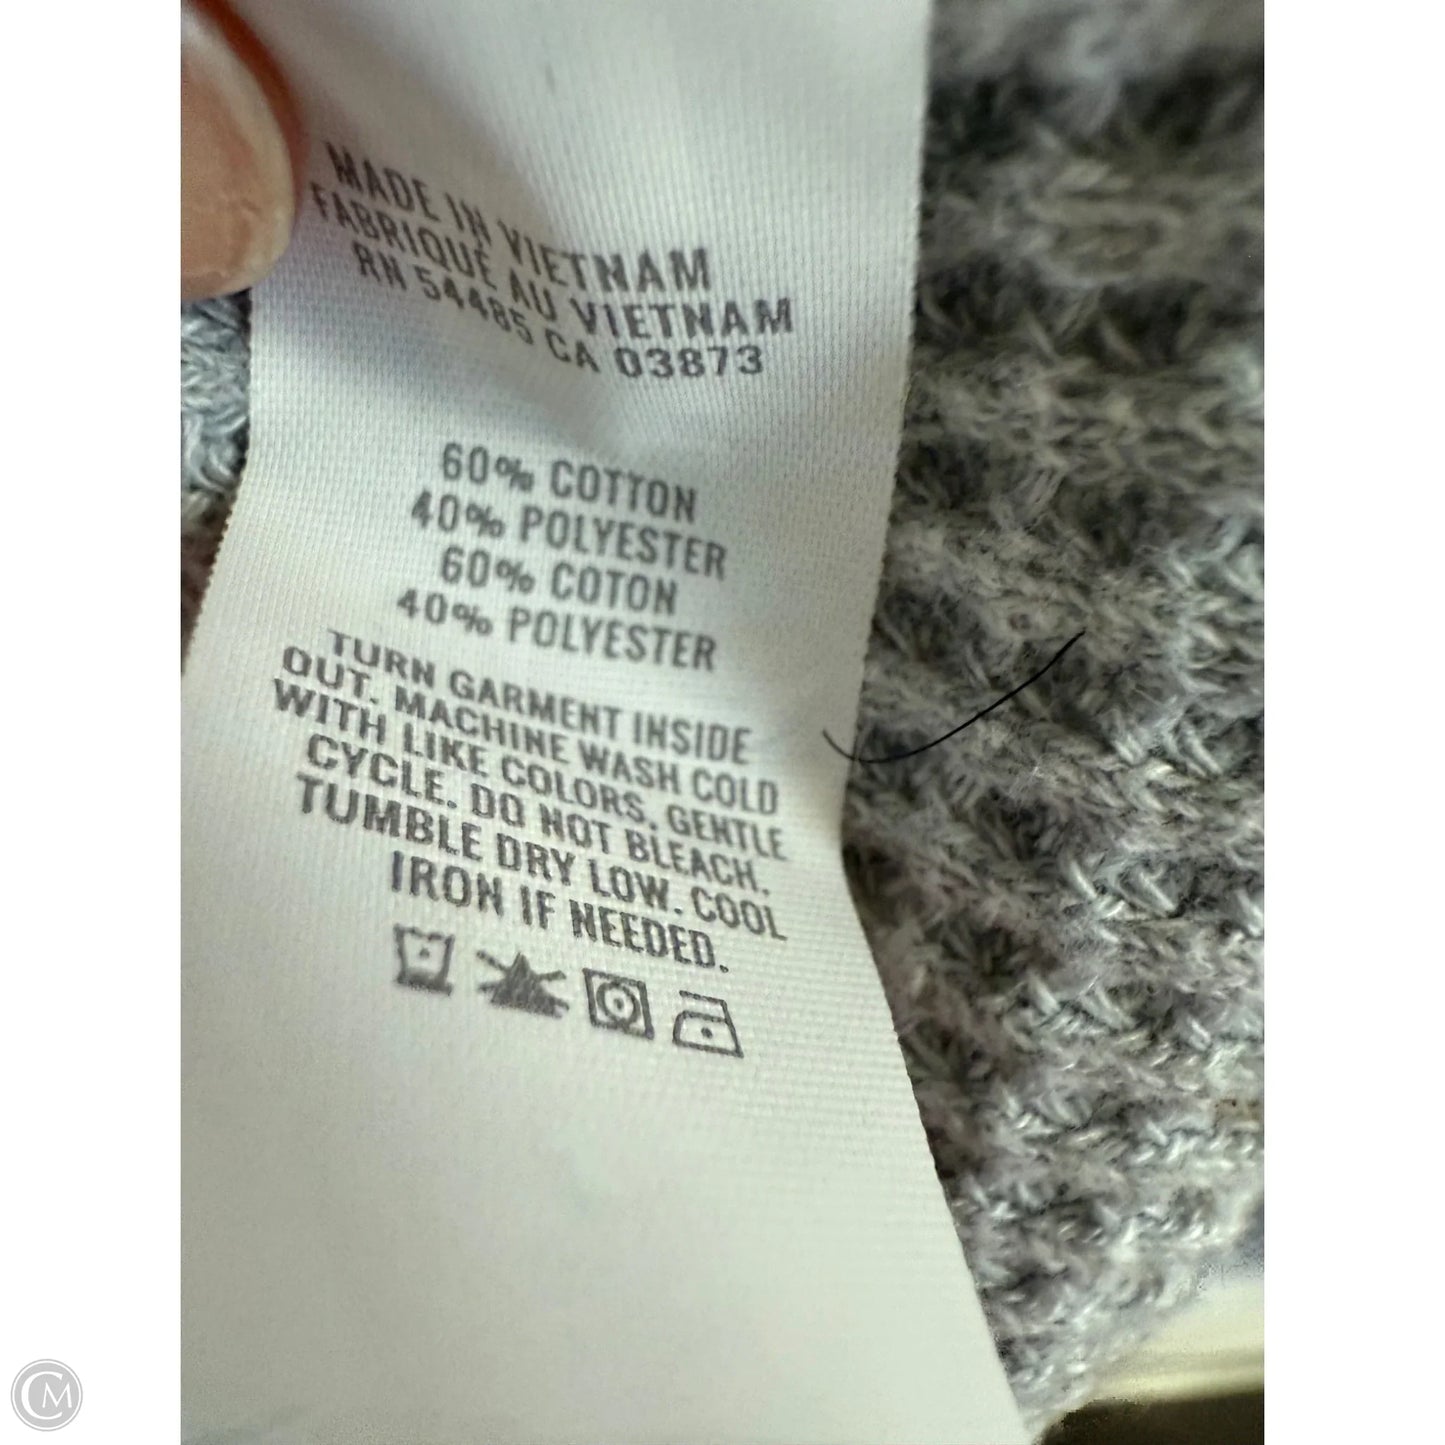 MADE IN VIETNAM
FABRIQUÉ AU VIETNAM
RN 54485 CA 03873
60% COTTON
40% POLYESTER
60% COTON
40% POLYESTER
TURN GARMENT INSIDE
OUT. MACHINE WASH COLD
WITH LIKE COLORS. GENTLE
CYCLE. DO NOT BLEACH.
TUMBLE DRY LOW. COOL
IRON IF NEEDED.
CM